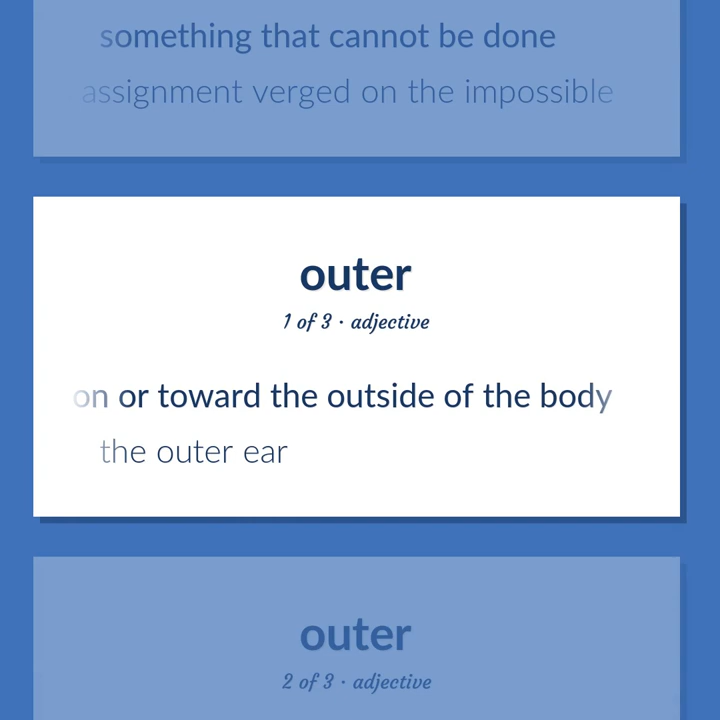 something that cannot be done
assignment verged on the impossible
outer
1 of 3 · adjective
on or toward the outside of the body
the outer ear
outer
2 of 3 · adjective